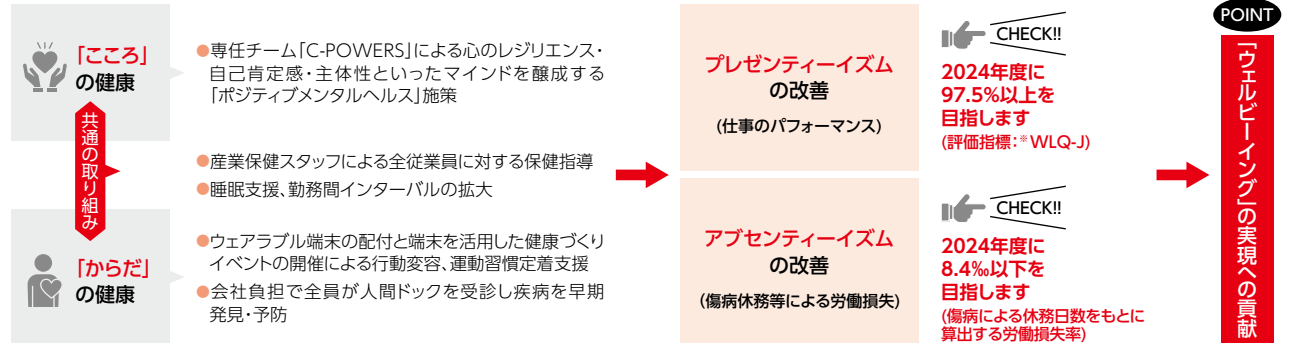 「こころ」
の健康
共通の取り組み
「からだ」
の健康
●専任チーム「C-POWERS」による心のレジリエンス・
自己肯定感・主体性といったマインドを醸成する
「ポジティブメンタルヘルス」施策
●産業保健スタッフによる全従業員に対する保健指導
●睡眠支援、勤務間インターバルの拡大
●ウェアラブル端末の配付と端末を活用した健康づくり
イベントの開催による行動変容、運動習慣定着支援
●会社負担で全員が人間ドックを受診し疾病を早期
発見・予防
プレゼンティーイズム
の改善
(仕事のパフォーマンス)
CHECK!!
2024年度に
97.5%以上を
目指します
(評価指標:※WLQ-J)
アブセンティーイズム
の改善
(傷病休務等による労働損失)
CHECK!!
2024年度に
8.4‰以下を
目指します
(傷病による休務日数をもとに
算出する労働損失率)
POINT
「ウェルビーイング」の実現への貢献